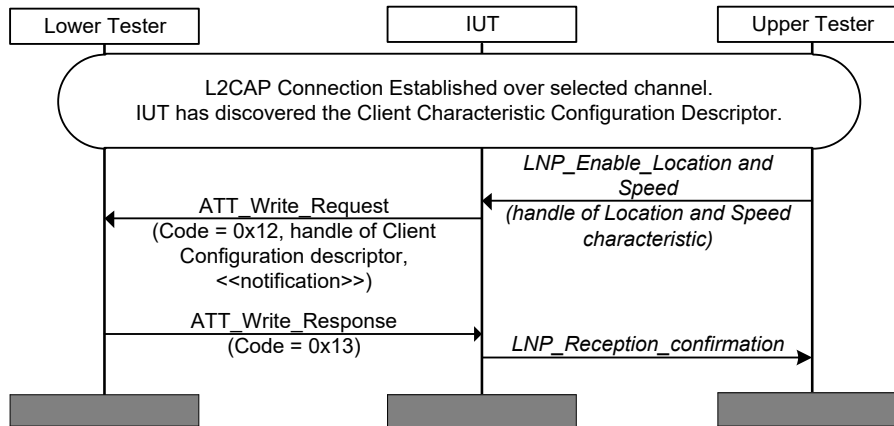 Lower Tester
IUT
Upper Tester
L2CAP Connection Established over selected channel.
IUT has discovered the Client Characteristic Configuration Descriptor.
LNP_Enable_Location and
Speed
(handle of Location and Speed
characteristic)
ATT_Write_Request
(Code = 0x12, handle of Client
Configuration descriptor,
<<notification>>)
ATT_Write_Response
(Code = 0x13)
LNP_Reception_confirmation